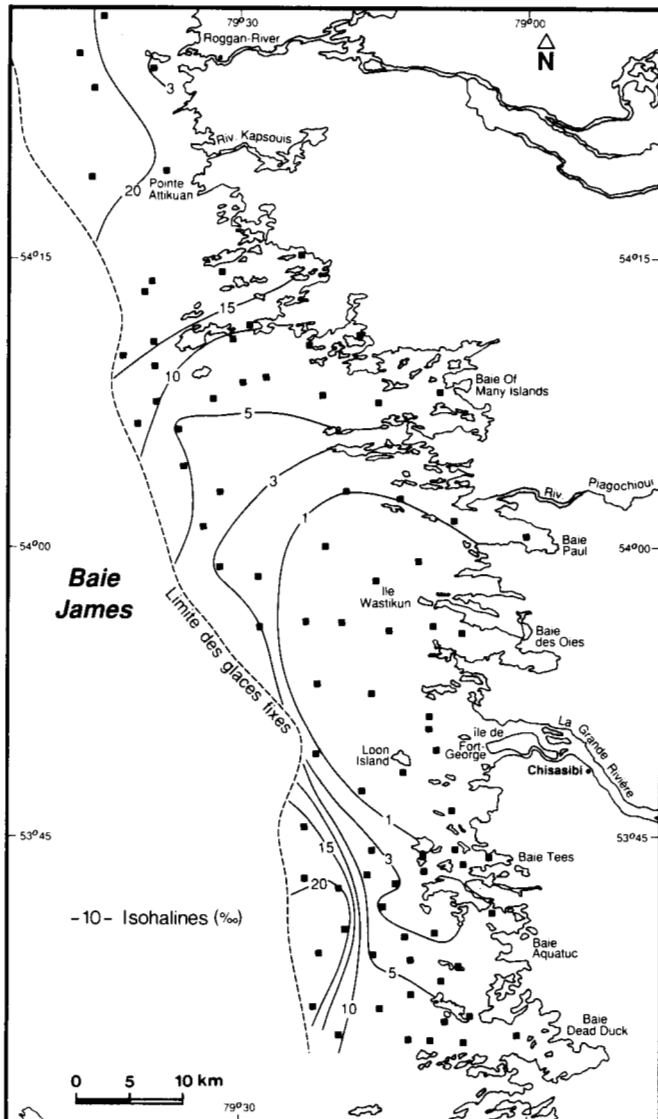 79°30'
79°00
Roggan-River
N
3
Riv. Kapsouis
20
Pointe
Attikuan
54°15
54°15
15
10
Baie Of
Many Islands
5
3
Riv. Piagochioui
1
54°00
54°00
Baie
Paul
Baie
James
Ile
Wastikun
Baie
des Oies
Limite des glaces fixes
La Grande Rivière
île de
Fort-
George
Loon
Island
Chisasibi
1
53°45
53°45
15
3
Baie Tees
20
-10- Isohalines (‰)
Baie
Aquatuc
5
10
Baie
Dead Duck
0 5 10 km
79°30